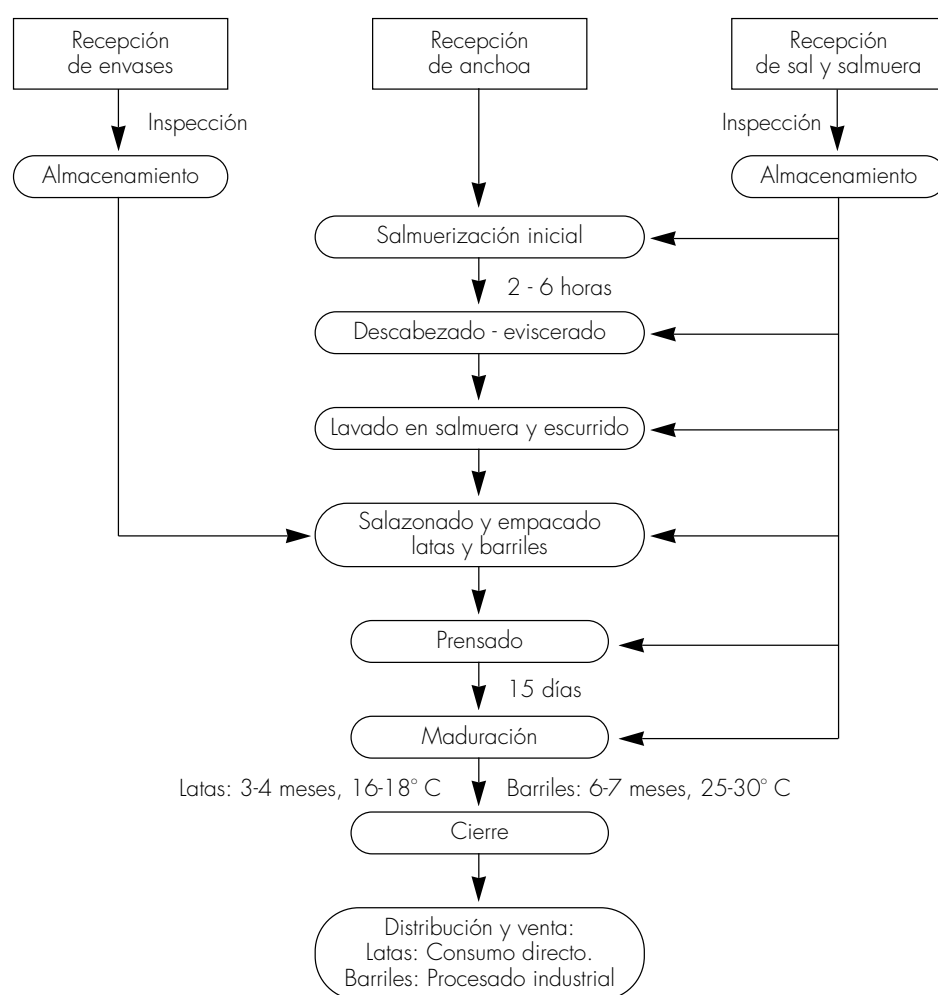 Recepción
de envases
Recepción
de anchoa
Recepción
de sal y salmuera
Inspección
Inspección
Almacenamiento
Almacenamiento
Salmuerización inicial
2 - 6 horas
Descabezado - eviscerado
Lavado en salmuera y escurrido
Salazonado y empacado
latas y barriles
Prensado
15 días
Maduración
Latas: 3-4 meses, 16-18° C
Barriles: 6-7 meses, 25-30° C
Cierre
Distribución y venta:
Latas: Consumo directo.
Barriles: Procesado industrial